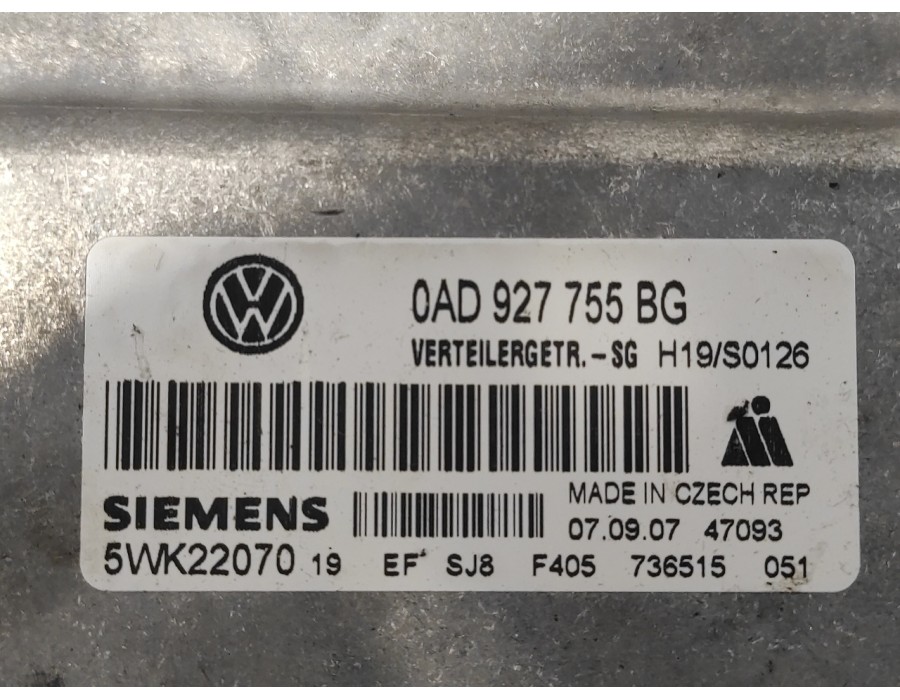 0AD 927 755 BG
VERTEILERGETR.-SG H19/S0126
SIEMENS
MADE IN CZECH REP
07.09.07 47093
5WK22070 19 EF SJ8 F405 736515 051